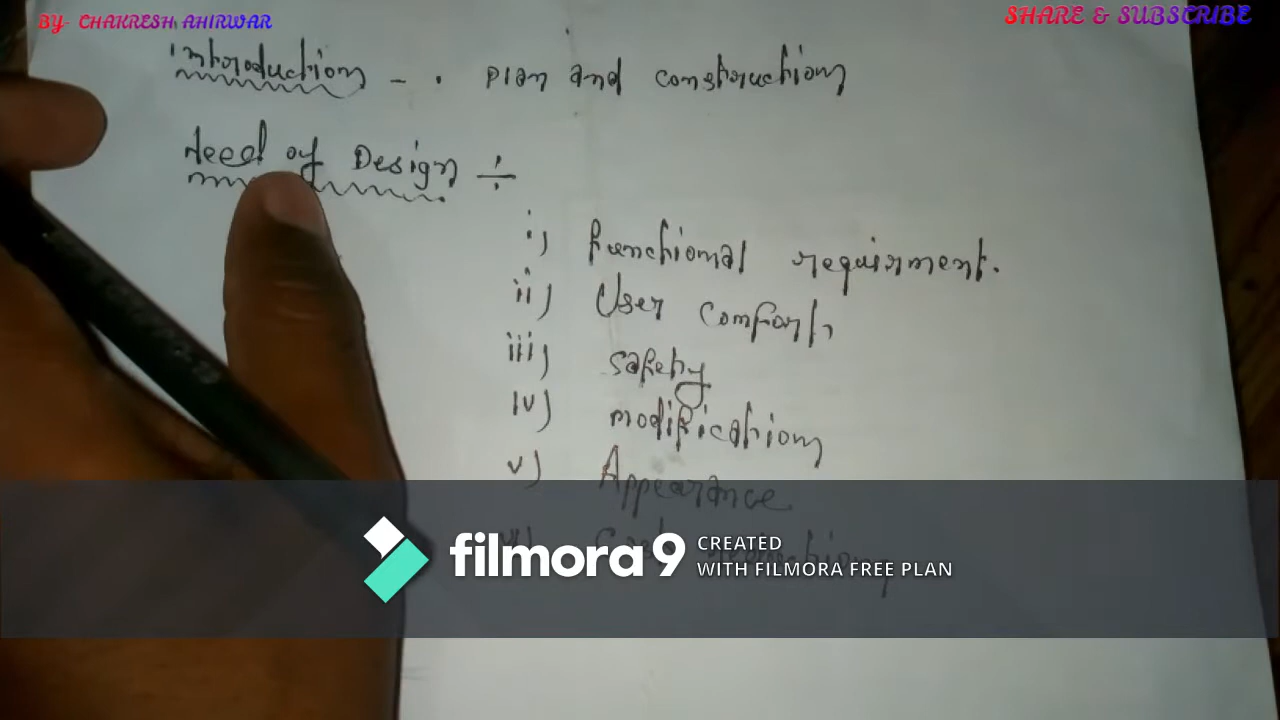 BY- CHAKRESH AHIRWAR
SHARE & SUBSCRIBE
introduction - . Plan and construction
Need of Design ÷
i) functional requirment.
ii) User Comfort,
iii) safety
iv) modification
v) Appearance.
vi)
filmora9 CREATED
WITH FILMORA FREE PLAN